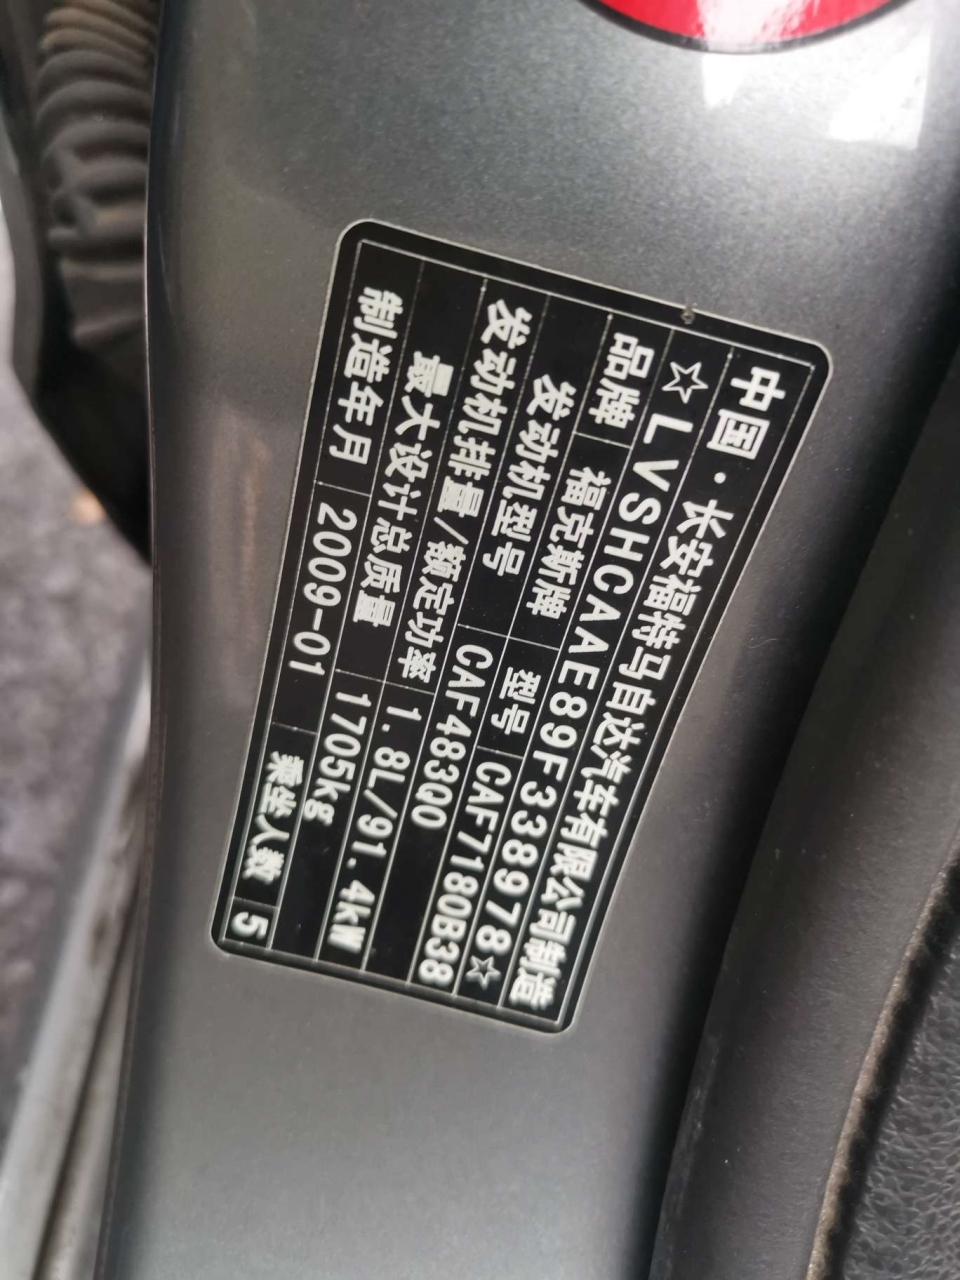 中国·长安福特马自达汽车有限公司制造
☆LVSHCAAE89F338978☆
品牌 福克斯牌 型号 CAF7180B38
发动机型号 CAF483Q0
发动机排量/额定功率 1.8L/91.4kW
最大设计总质量 1705kg
制造年月 2009-01 乘坐人数 5